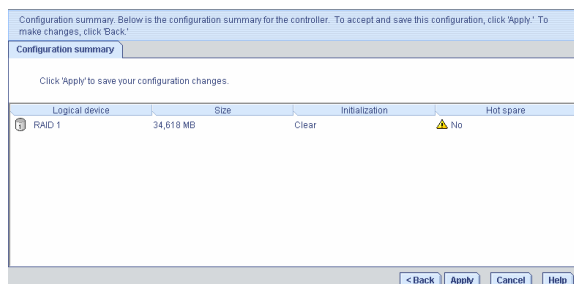 Configuration summary. Below is the configuration summary for the controller. To accept and save this configuration, click 'Apply.' To
make changes, click 'Back.'
Configuration summary
Click 'Apply' to save your configuration changes.
Logical device Size Initialization Hot spare
RAID 1 34,618 MB Clear No
< Back Apply Cancel Help